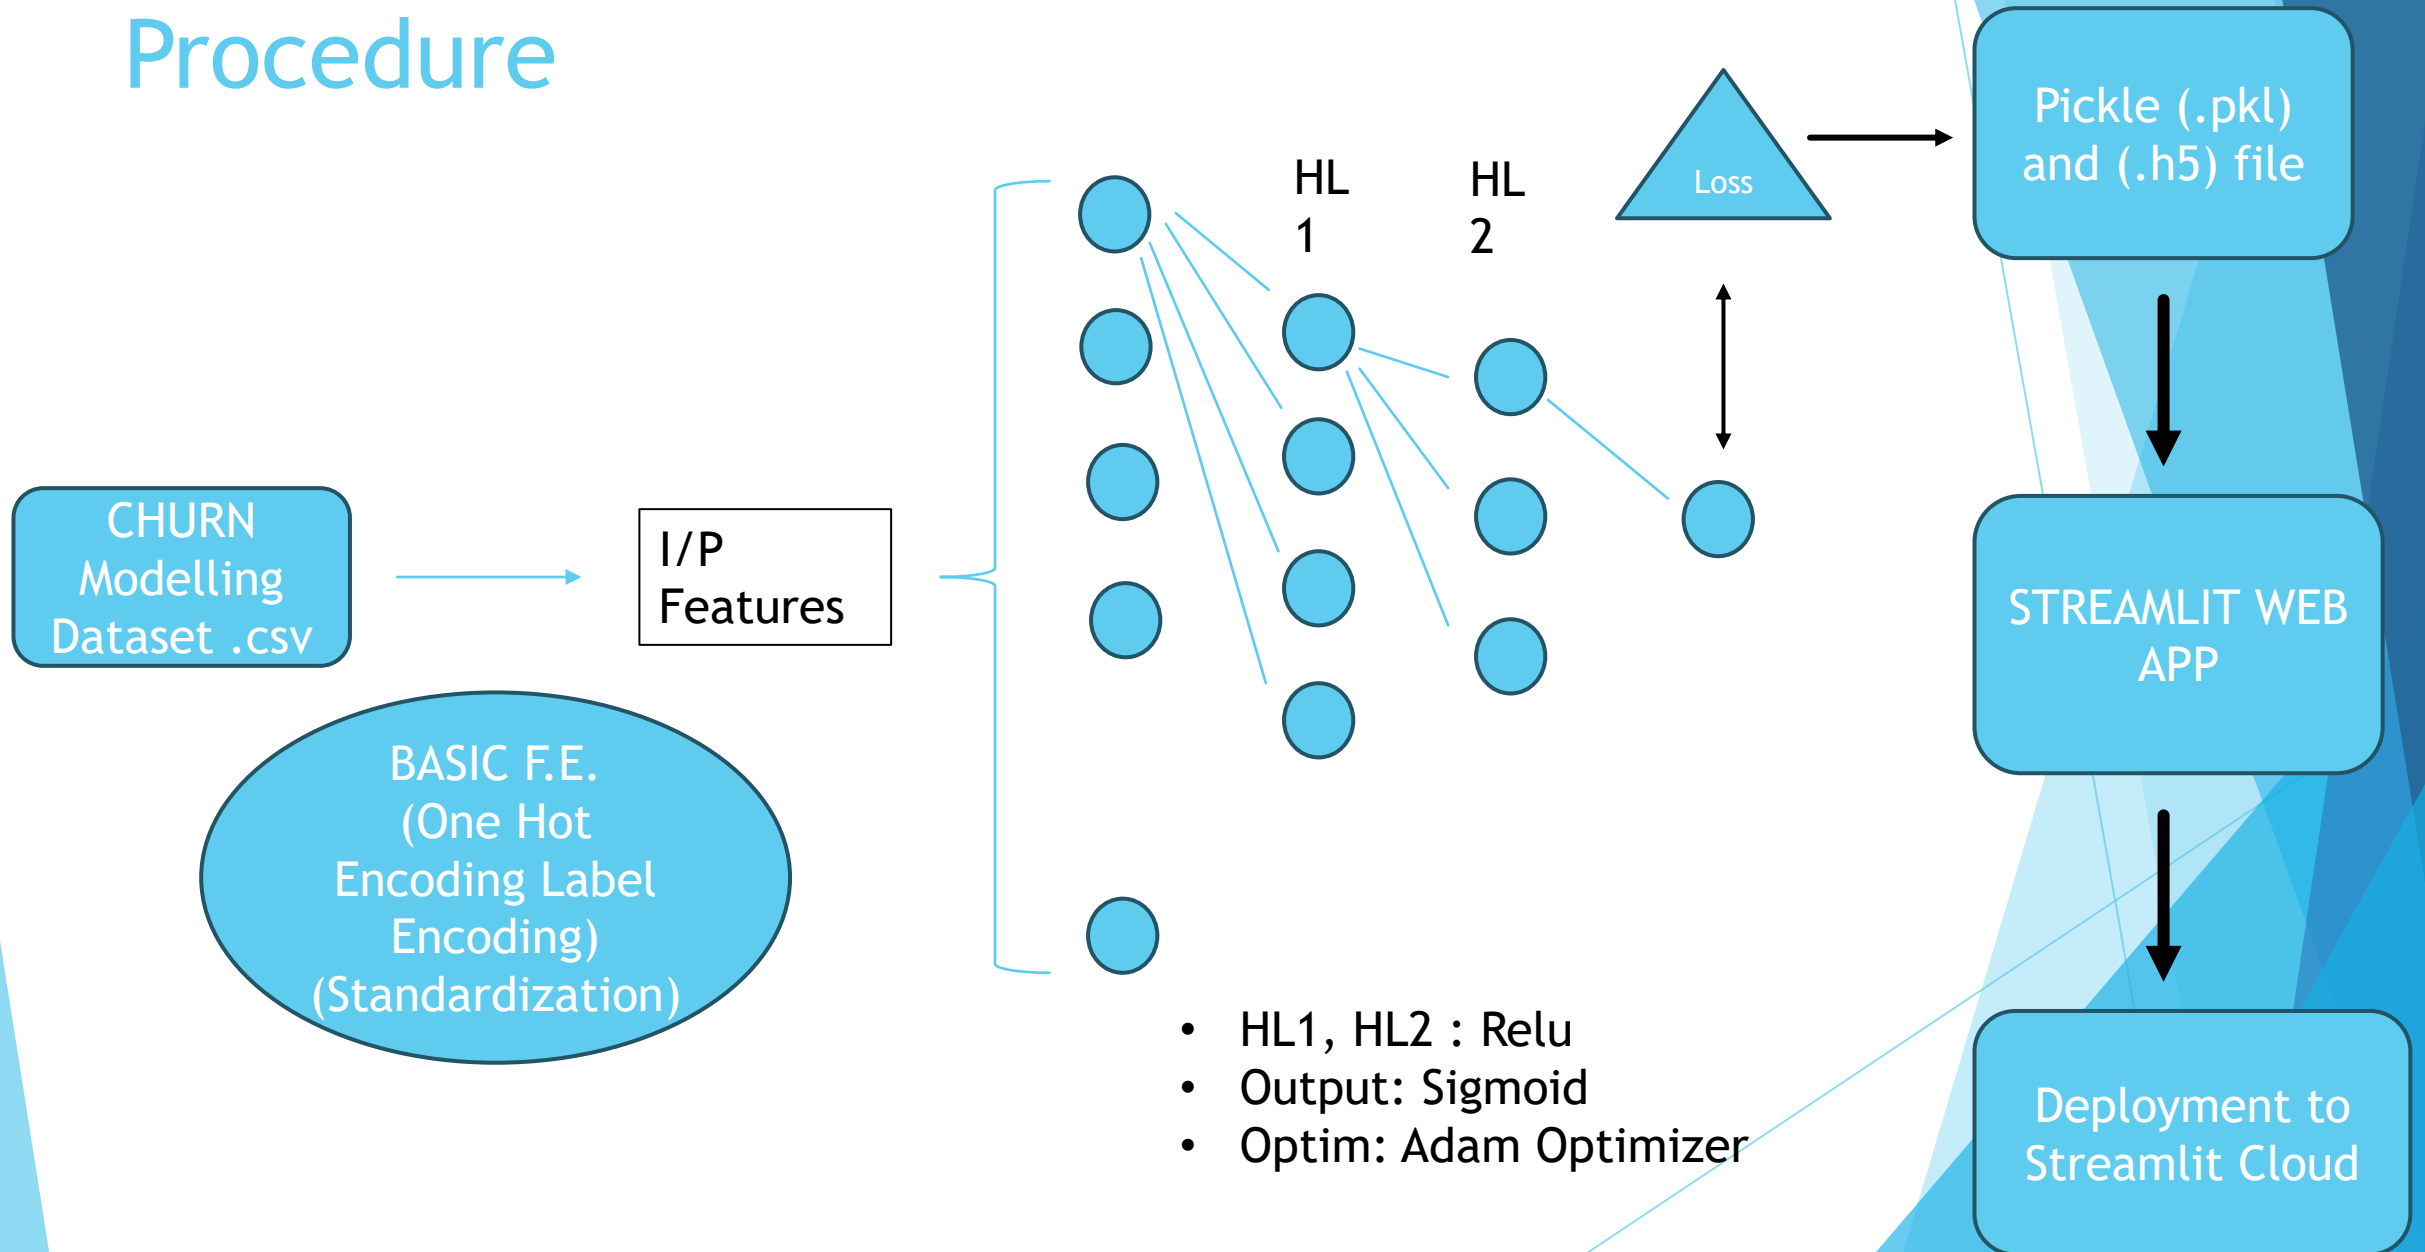 Procedure
CHURN
Modelling
Dataset .csv
BASIC F.E.
(One Hot
Encoding Label
Encoding)
(Standardization)
I/P
Features
HL
1
HL
2
Loss
• HL1, HL2 : Relu
• Output: Sigmoid
• Optim: Adam Optimizer
Pickle (.pkl)
and (.h5) file
STREAMLIT WEB
APP
Deployment to
Streamlit Cloud